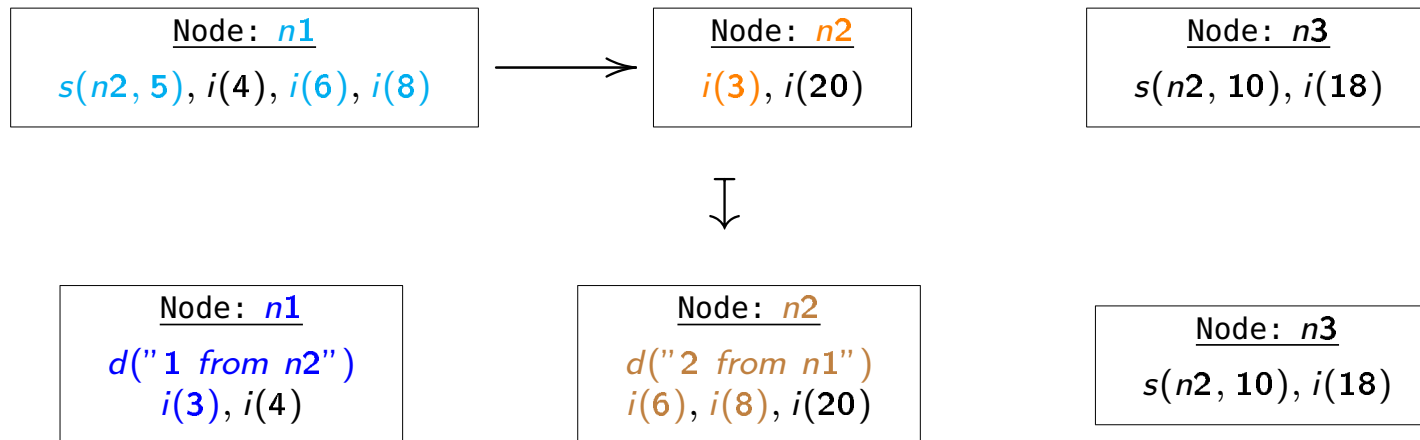 Node: n1
s(n2, 5), i(4), i(6), i(8)
Node: n2
i(3), i(20)
Node: n3
s(n2, 10), i(18)
Node: n1
d("1 from n2")
i(3), i(4)
Node: n2
d("2 from n1")
i(6), i(8), i(20)
Node: n3
s(n2, 10), i(18)